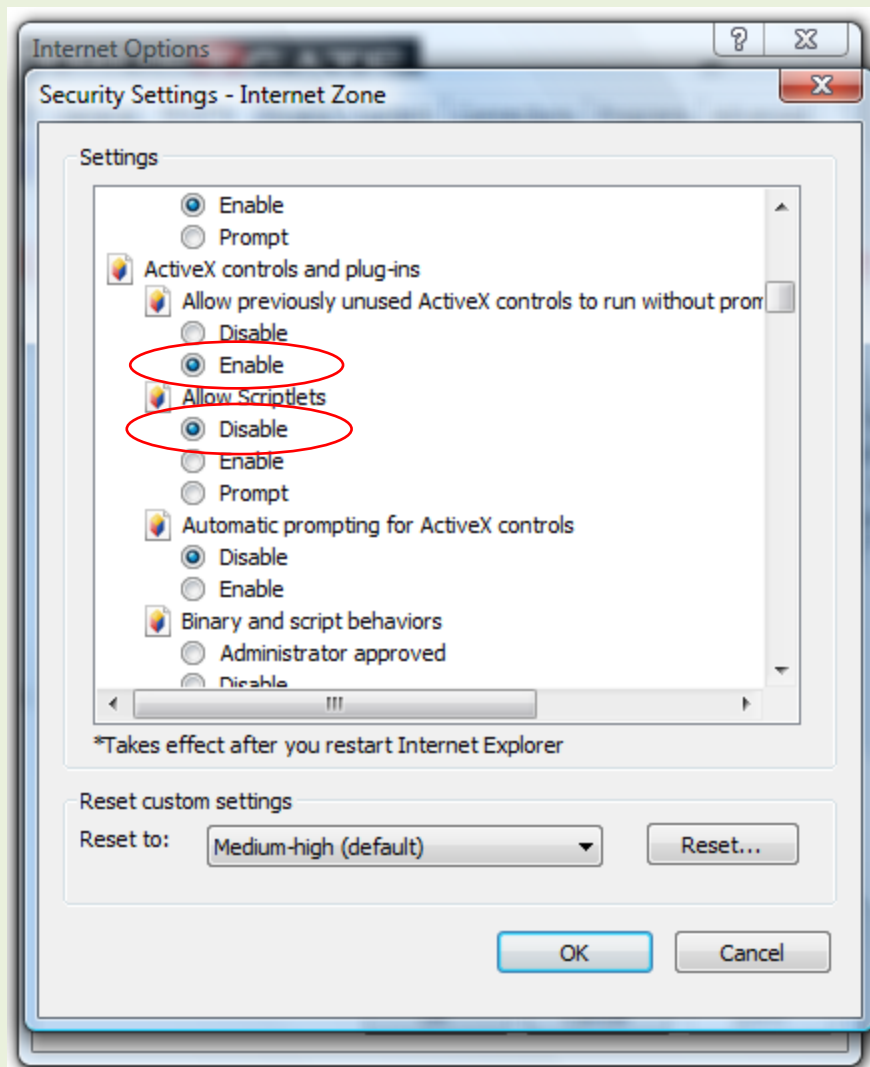 Internet Options
Security Settings - Internet Zone
Settings
Enable
Prompt
ActiveX controls and plug-ins
Allow previously unused ActiveX controls to run without prom
Disable
Enable
Allow Scriptlets
Disable
Enable
Prompt
Automatic prompting for ActiveX controls
Disable
Enable
Binary and script behaviors
Administrator approved
Disable
*Takes effect after you restart Internet Explorer
Reset custom settings
Reset to: Medium-high (default) Reset...
OK Cancel